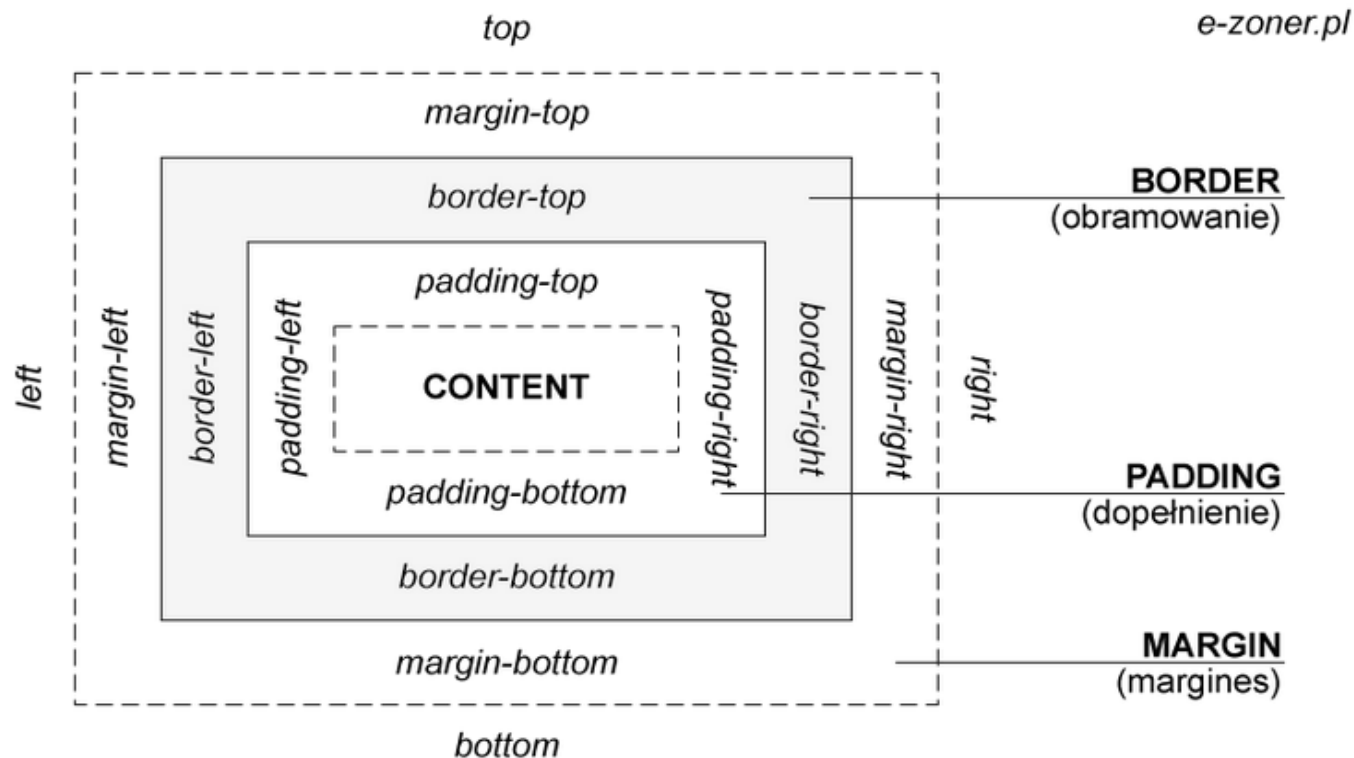 top
e-zoner.pl
margin-top
BORDER
(obramowanie)
border-top
padding-top
left
margin-left
border-left
padding-left
CONTENT
padding-right
border-right
margin-right
right
padding-bottom
PADDING
(dopełnienie)
border-bottom
margin-bottom
MARGIN
(margines)
bottom